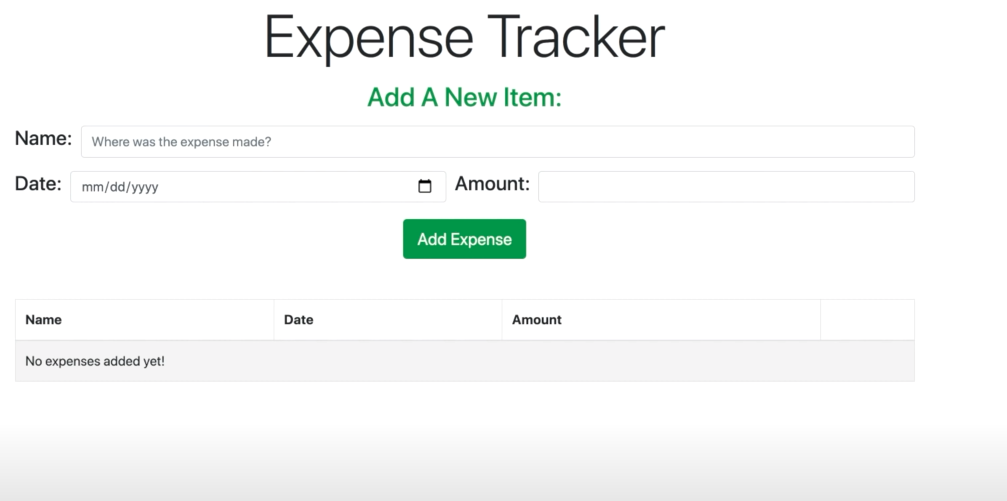 Expense Tracker
Add A New Item:
Name: Where was the expense made?
Date: mm/dd/yyyy Amount:
Add Expense
Name Date Amount
No expenses added yet!